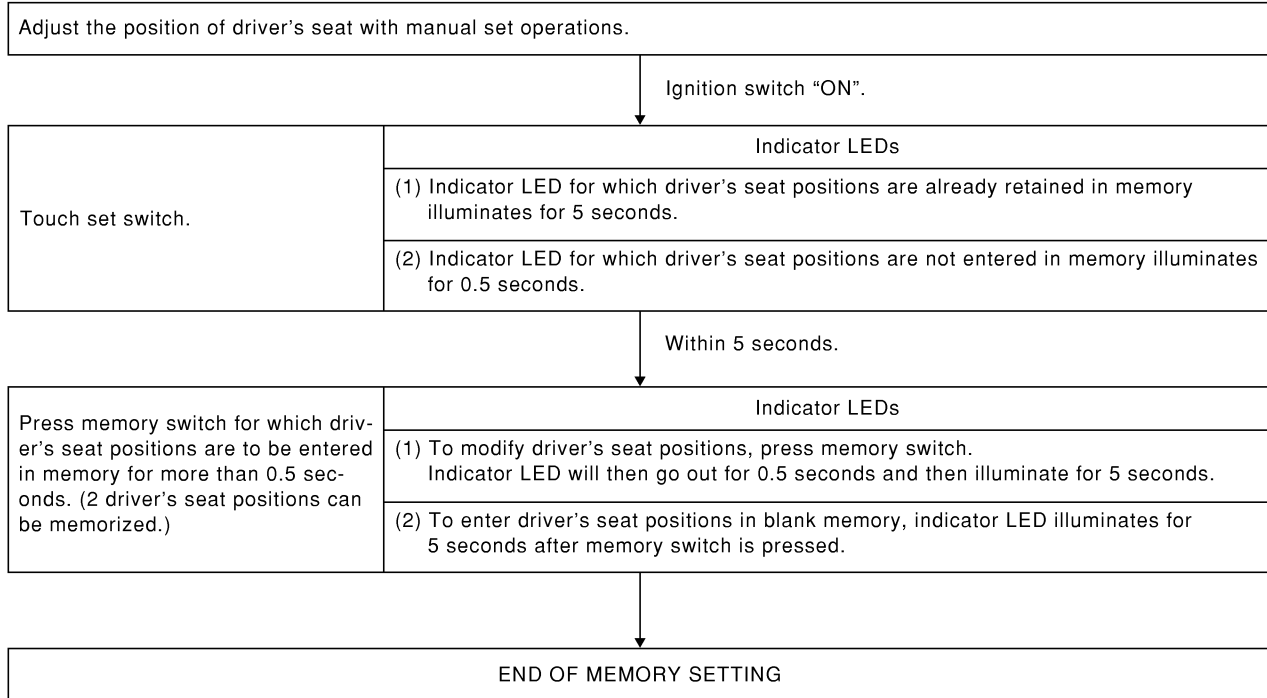 Adjust the position of driver’s seat with manual set operations.
Ignition switch “ON”.
Touch set switch.
Indicator LEDs
(1) Indicator LED for which driver’s seat positions are already retained in memory
illuminates for 5 seconds.
(2) Indicator LED for which driver’s seat positions are not entered in memory illuminates
for 0.5 seconds.
Within 5 seconds.
Press memory switch for which driv-
er’s seat positions are to be entered
in memory for more than 0.5 sec-
onds. (2 driver’s seat positions can
be memorized.)
Indicator LEDs
(1) To modify driver’s seat positions, press memory switch.
Indicator LED will then go out for 0.5 seconds and then illuminate for 5 seconds.
(2) To enter driver’s seat positions in blank memory, indicator LED illuminates for
5 seconds after memory switch is pressed.
END OF MEMORY SETTING